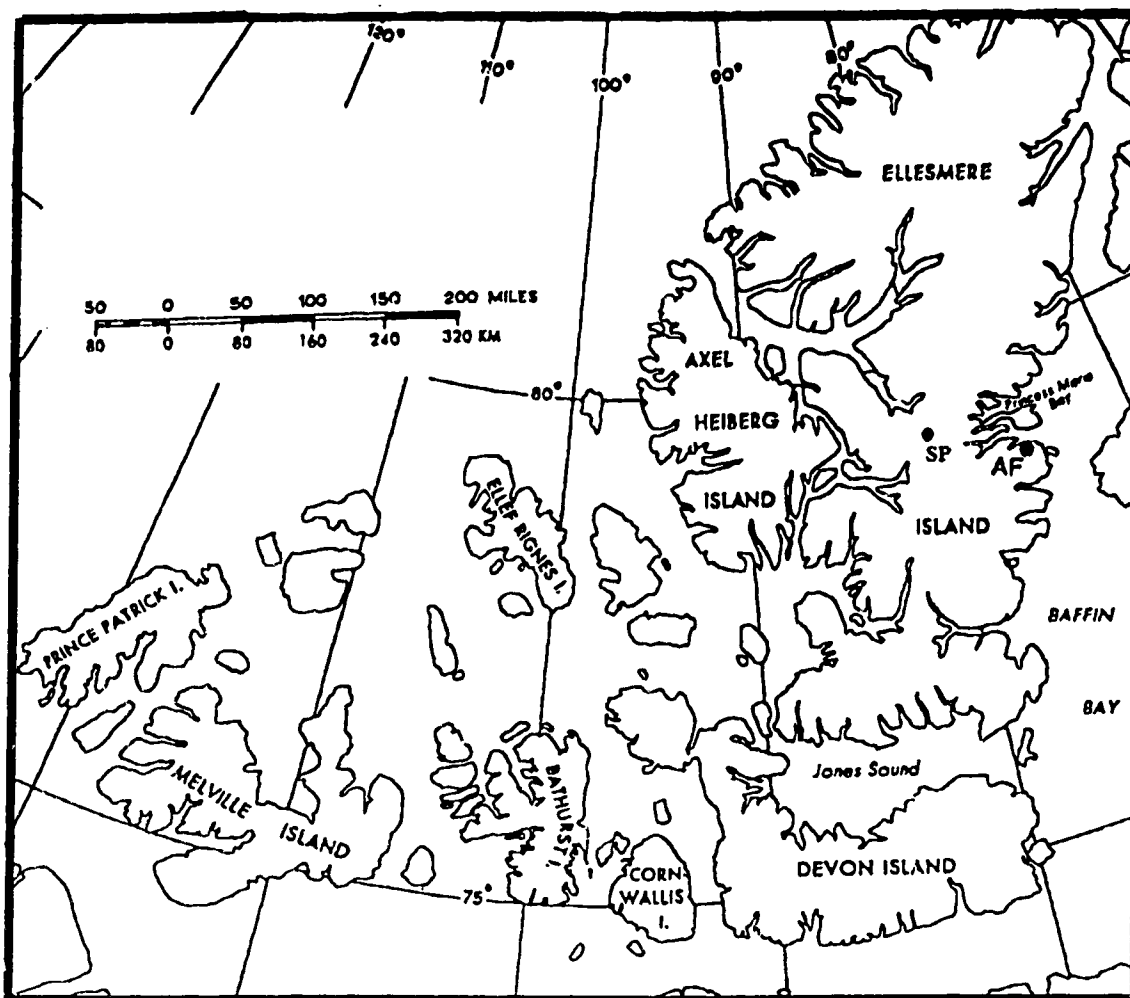 120°
110°
100°
90°
80°
ELLESMERE
50 0 50 100 150 200 MILES
80 0 80 160 240 320 KM
AXEL
80°
HEIBERG
Princess Marie
Bay
SP
AF
ISLAND
ISLAND
ELLEF RIGNES I.
PRINCE PATRICK I.
BAFFIN
BAY
MELVILLE
ISLAND
BATHURST I.
Jones Sound
CORN-
WALLIS
I.
DEVON ISLAND
75°